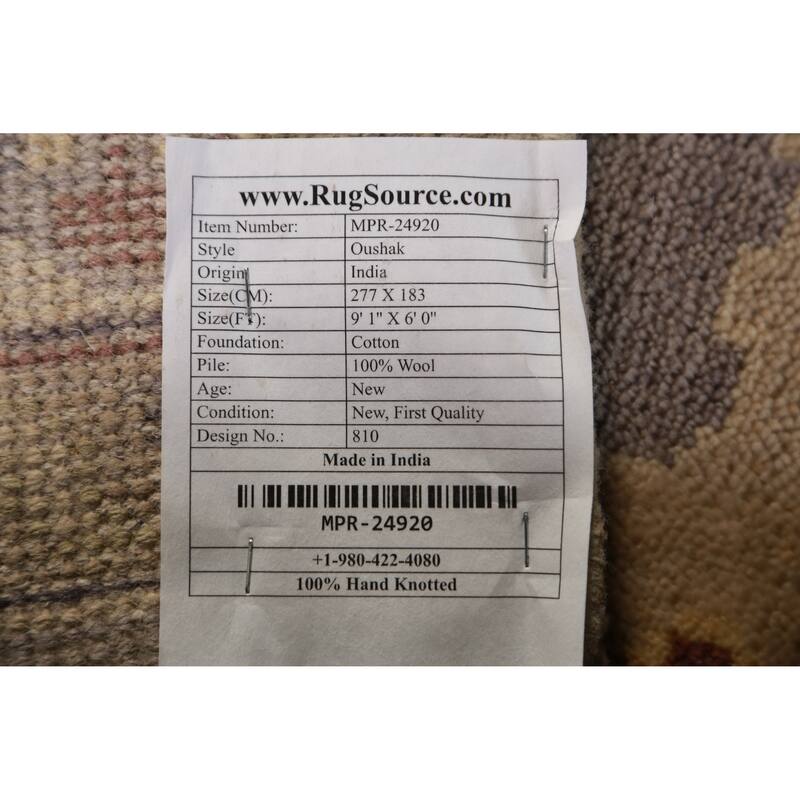 www.RugSource.com
Item Number: MPR-24920
Style Oushak
Origin: India
Size(CM): 277 X 183
Size(FT): 9' 1" X 6' 0"
Foundation: Cotton
Pile: 100% Wool
Age: New
Condition: New, First Quality
Design No.: 810
Made in India
MPR-24920
+1-980-422-4080
100% Hand Knotted